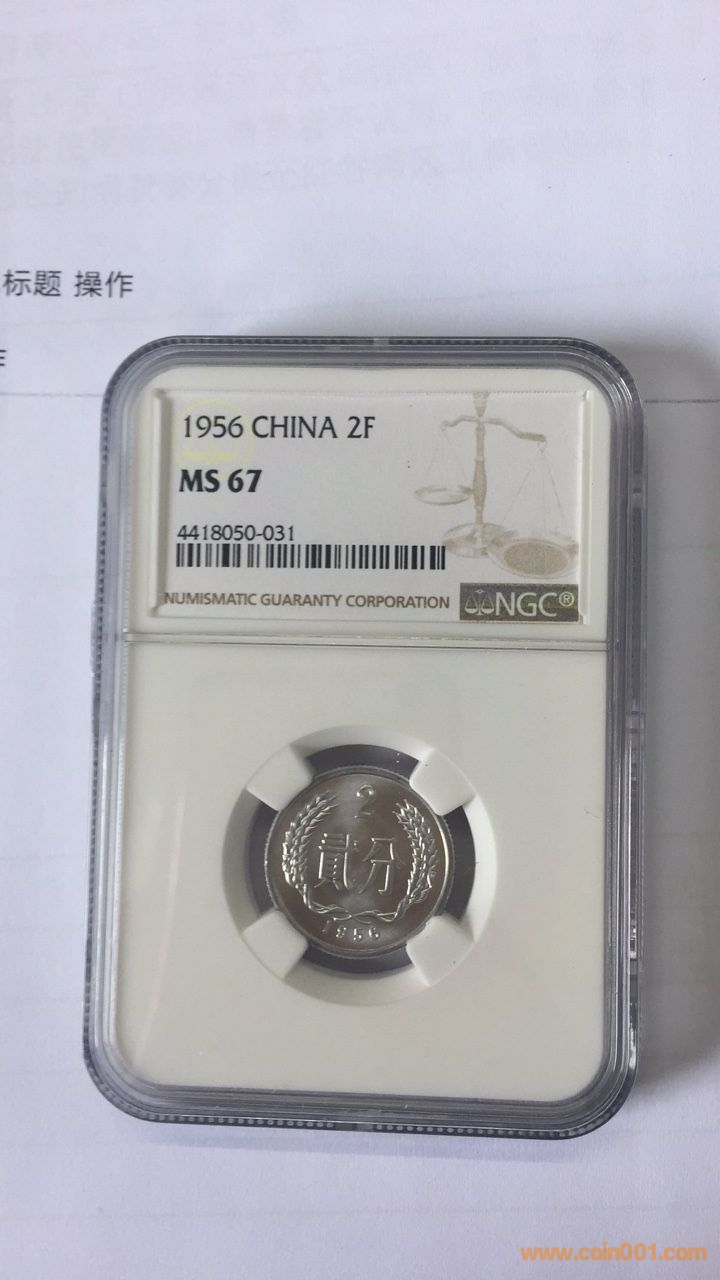 标题 操作
1956 CHINA 2F
MS 67
4418050-031
NUMISMATIC GUARANTY CORPORATION
NGC®
2
貳分
1956
www.coin001.com